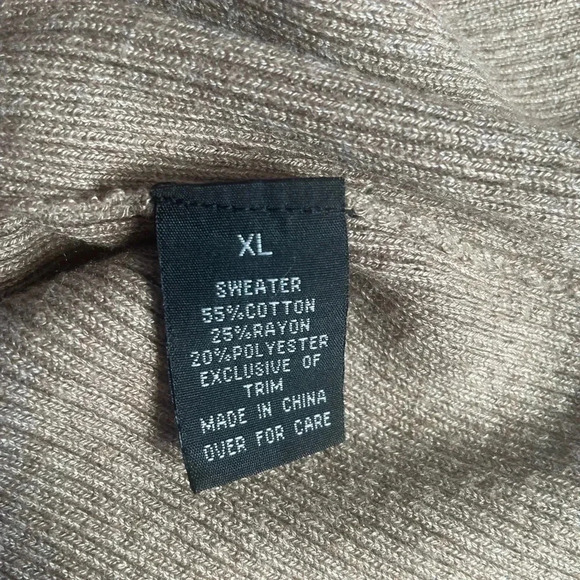 XL
SWEATER
55%COTTON
25%RAYON
20%POLYESTER
EXCLUSIVE OF
TRIM
MADE IN CHINA
OVER FOR CARE